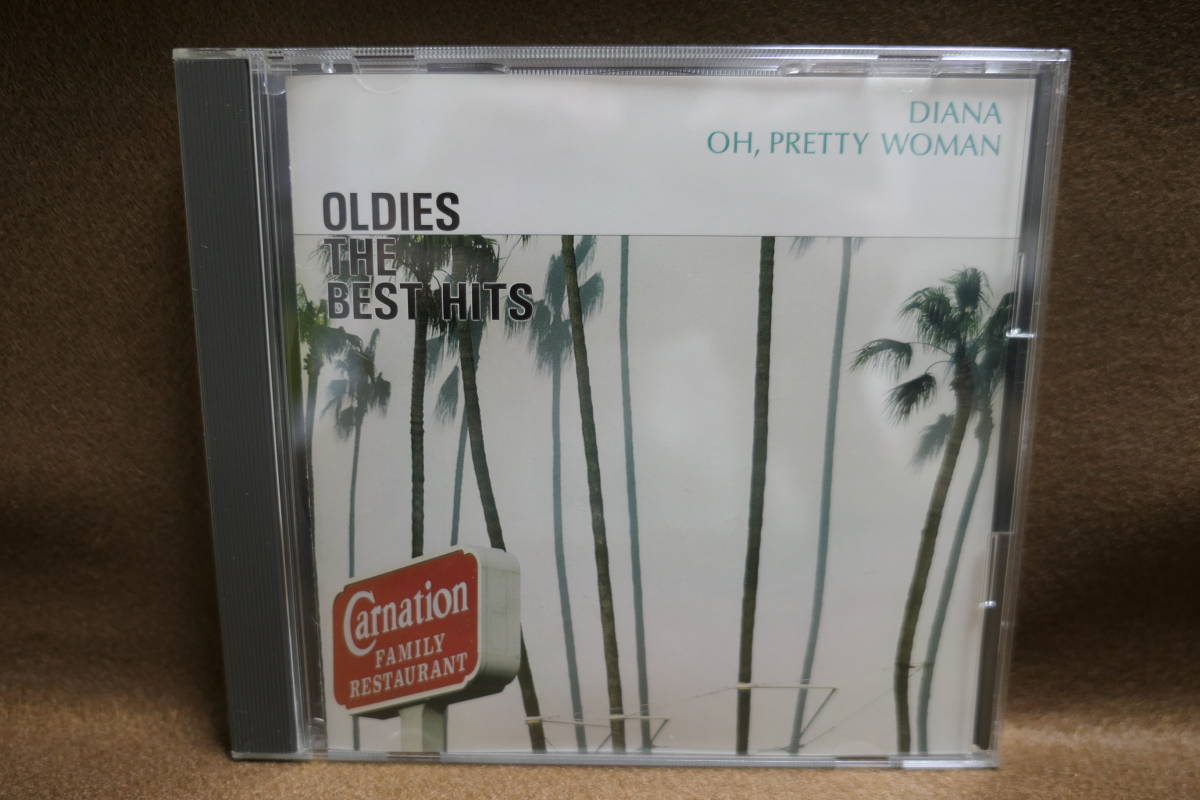 DIANA
OH, PRETTY WOMAN
OLDIES
THE
BEST HITS
Carnation
FAMILY
RESTAURANT